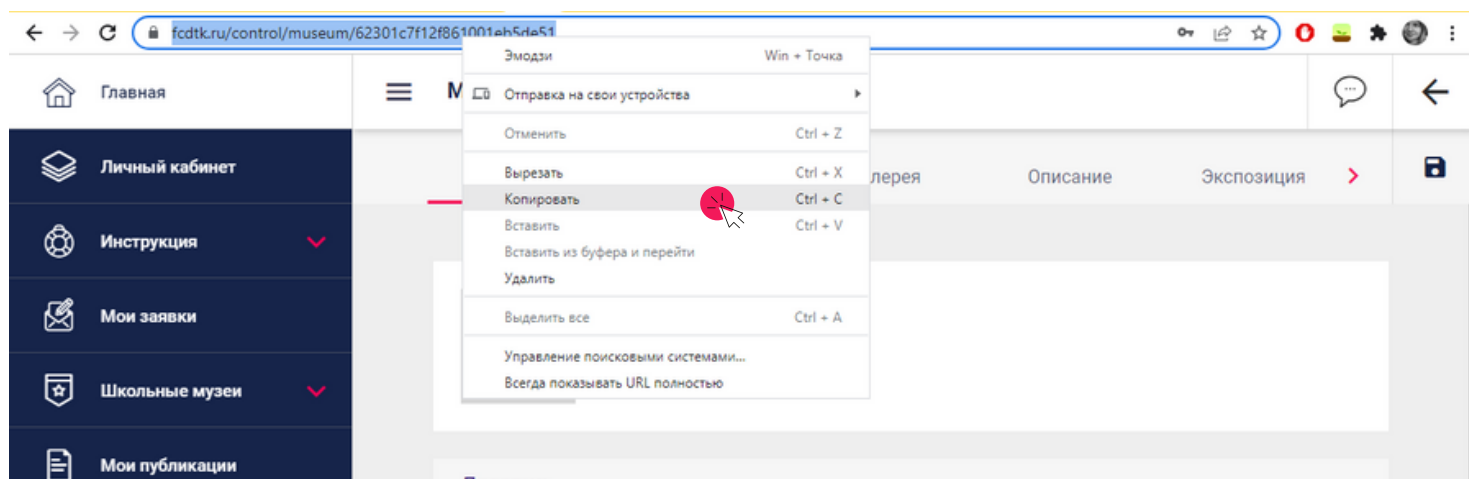 fcdtk.ru/control/museum/62301c7f12f861001eb5de51
Главная
М
Личный кабинет
Инструкция
Мои заявки
Школьные музеи
Мои публикации
Эмодзи Win + Точка
Отправка на свои устройства
Отменить Ctrl + Z
Вырезать Ctrl + X
Копировать Ctrl + C
Вставить Ctrl + V
Вставить из буфера и перейти
Удалить
Выделить все Ctrl + A
Управление поисковыми системами...
Всегда показывать URL полностью
лерея Описание Экспозиция